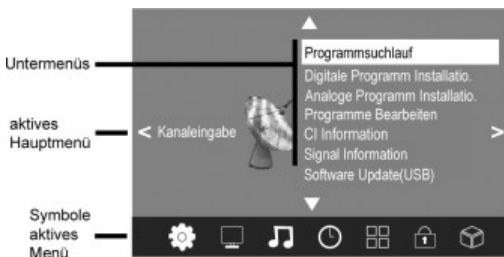 Untermenüs
aktives
Hauptmenü
Symbole
aktives
Menü
< Kanaleingabe
Programmsuchlauf
Digitale Programm Installatio.
Analoge Programm Installatio.
Programme Bearbeiten
CI Information
Signal Information
Software Update(USB)
>